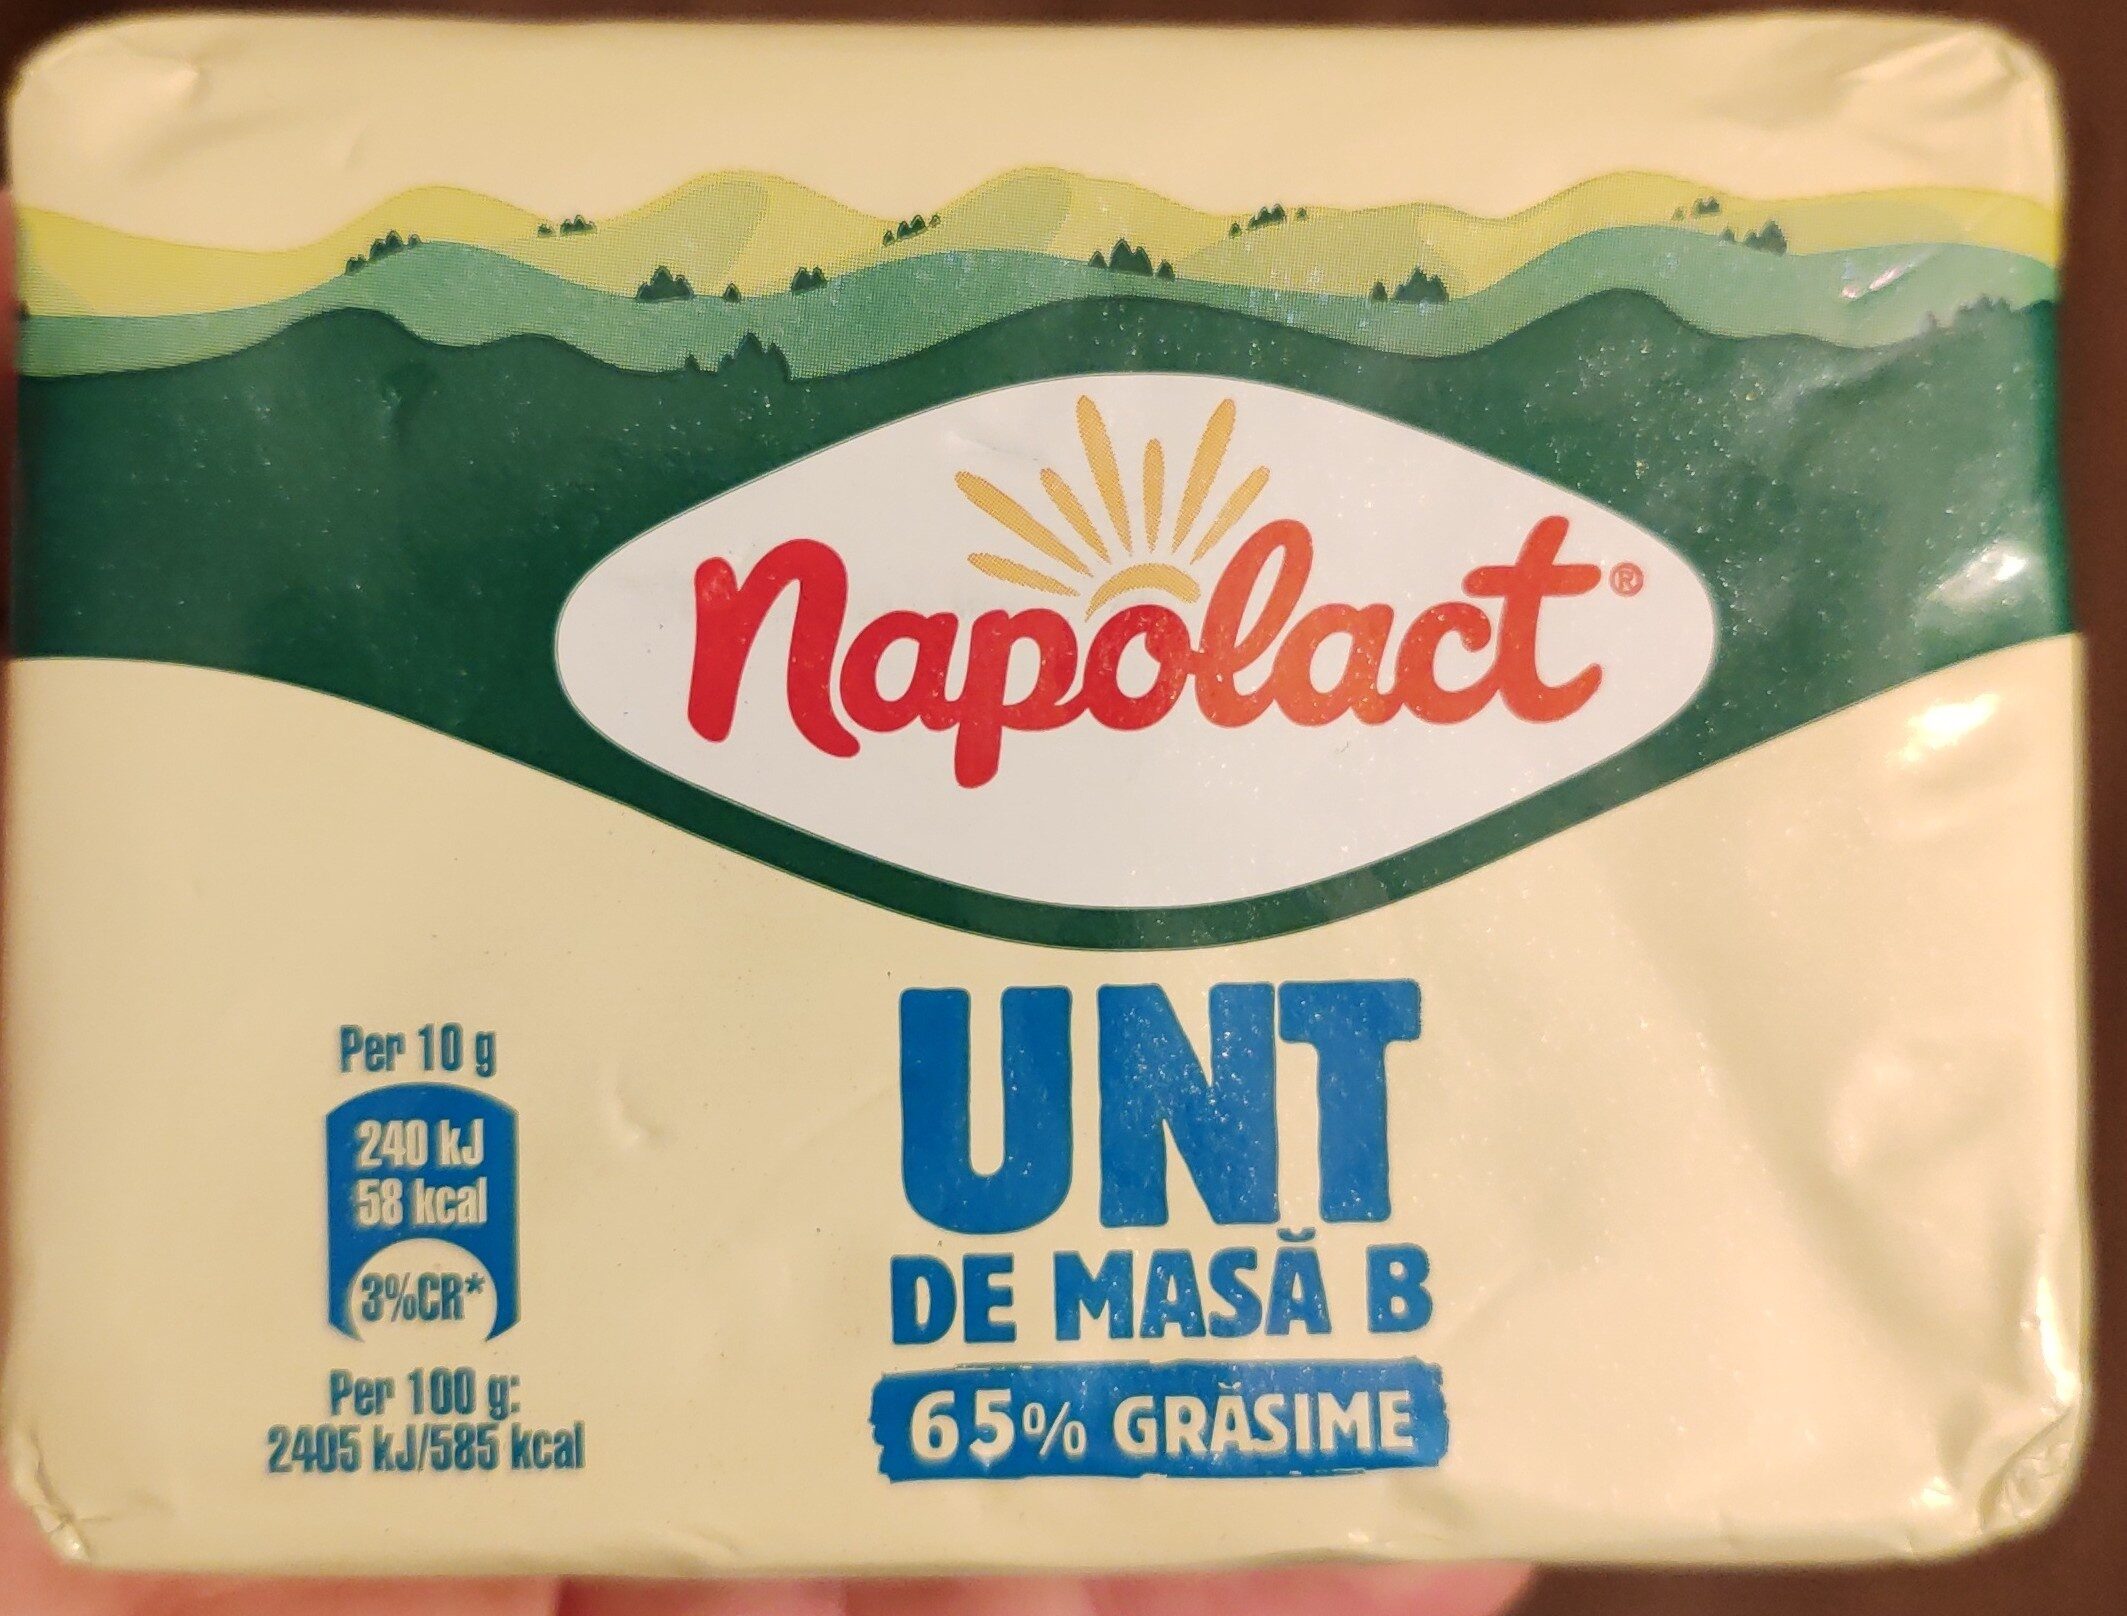 Napolact®
UNT
DE MASĂ B
65% GRĂSIME
Per 10 g
240 kJ
58 kcal
3%CR*
Per 100 g:
2405 kJ/585 kcal